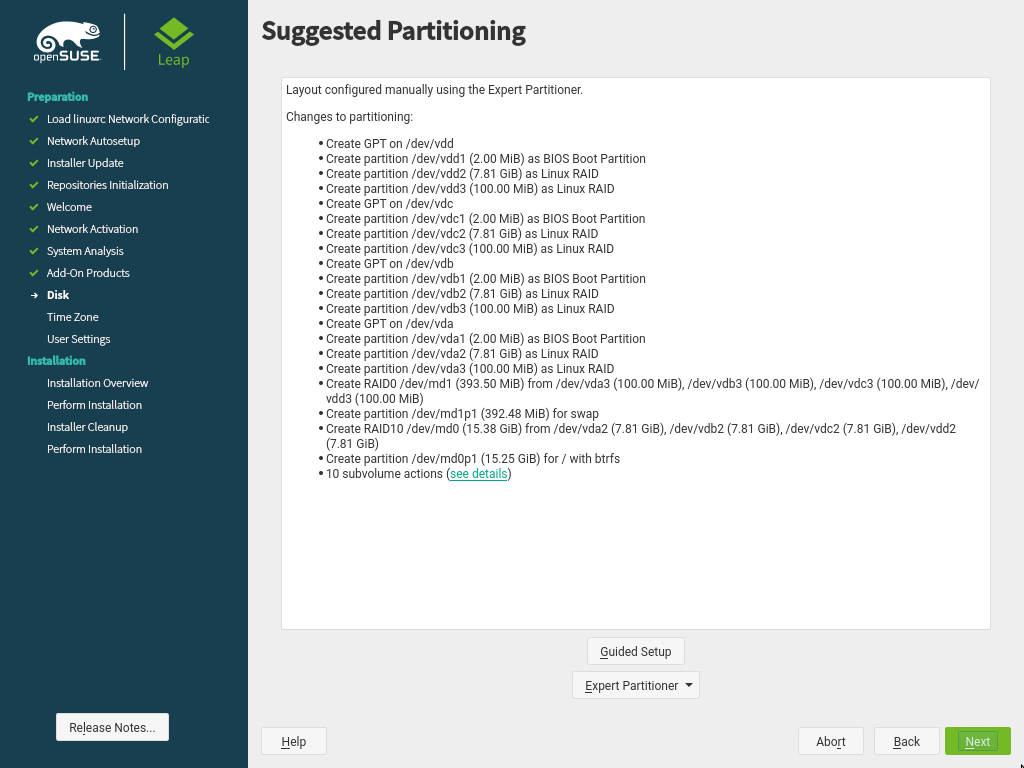 openSUSE
Leap
Preparation
Load linuxrc Network Configuratic
Network Autosetup
Installer Update
Repositories Initialization
Welcome
Network Activation
System Analysis
Add-On Products
Disk
Time Zone
User Settings
Installation
Installation Overview
Perform Installation
Installer Cleanup
Perform Installation
Release Notes...
Suggested Partitioning
Layout configured manually using the Expert Partitioner.
Changes to partitioning:
• Create GPT on /dev/vdd
• Create partition /dev/vdd1 (2.00 MiB) as BIOS Boot Partition
• Create partition /dev/vdd2 (7.81 GiB) as Linux RAID
• Create partition /dev/vdd3 (100.00 MiB) as Linux RAID
• Create GPT on /dev/vdc
• Create partition /dev/vdc1 (2.00 MiB) as BIOS Boot Partition
• Create partition /dev/vdc2 (7.81 GiB) as Linux RAID
• Create partition /dev/vdc3 (100.00 MiB) as Linux RAID
• Create GPT on /dev/vdb
• Create partition /dev/vdb1 (2.00 MiB) as BIOS Boot Partition
• Create partition /dev/vdb2 (7.81 GiB) as Linux RAID
• Create partition /dev/vdb3 (100.00 MiB) as Linux RAID
• Create GPT on /dev/vda
• Create partition /dev/vda1 (2.00 MiB) as BIOS Boot Partition
• Create partition /dev/vda2 (7.81 GiB) as Linux RAID
• Create partition /dev/vda3 (100.00 MiB) as Linux RAID
• Create RAID0 /dev/md1 (393.50 MiB) from /dev/vda3 (100.00 MiB), /dev/vdb3 (100.00 MiB), /dev/vdc3 (100.00 MiB), /dev/
vdd3 (100.00 MiB)
• Create partition /dev/md1p1 (392.48 MiB) for swap
• Create RAID10 /dev/md0 (15.38 GiB) from /dev/vda2 (7.81 GiB), /dev/vdb2 (7.81 GiB), /dev/vdc2 (7.81 GiB), /dev/vdd2
(7.81 GiB)
• Create partition /dev/md0p1 (15.25 GiB) for / with btrfs
• 10 subvolume actions (see details)
Guided Setup
Expert Partitioner
Help
Abort
Back
Next